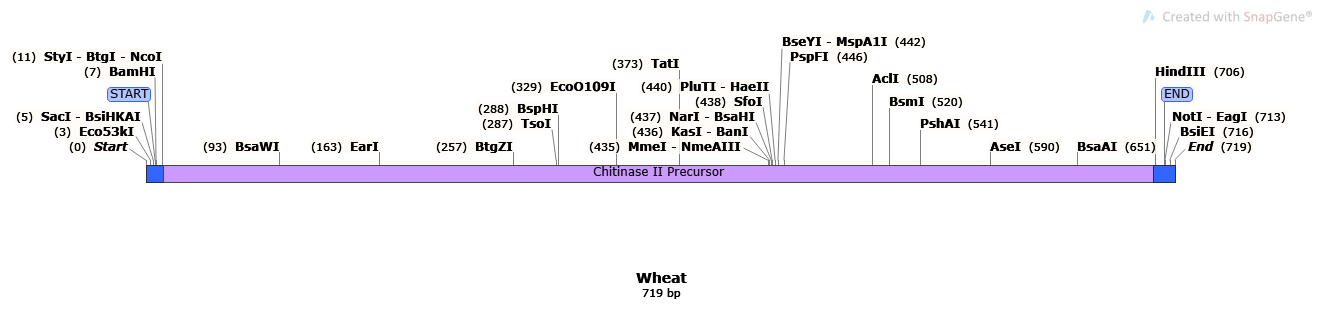 Created with SnapGene®
BseYI - MspA1I (442)
(11) StyI - BtgI - NcoI
PspFI (446)
(373) TatI
(7) BamHI
HindIII (706)
AclI (508)
(329) EcoO109I
(440) PluTI - HaeII
START
END
(438) SfoI
BsmI (520)
(288) BspHI
(5) SacI - BsiHKAI
(437) NarI - BsaHI
NotI - EagI (713)
(287) TsoI
PshAI (541)
(3) Eco53kI
(436) KasI - BanI
BsiEI (716)
(0) Start
(93) BsaWI
(163) EarI
(257) BtgZI
(435) MmeI - NmeAIII
AseI (590)
BsaAI (651)
End (719)
Chitinase II Precursor
Wheat
719 bp